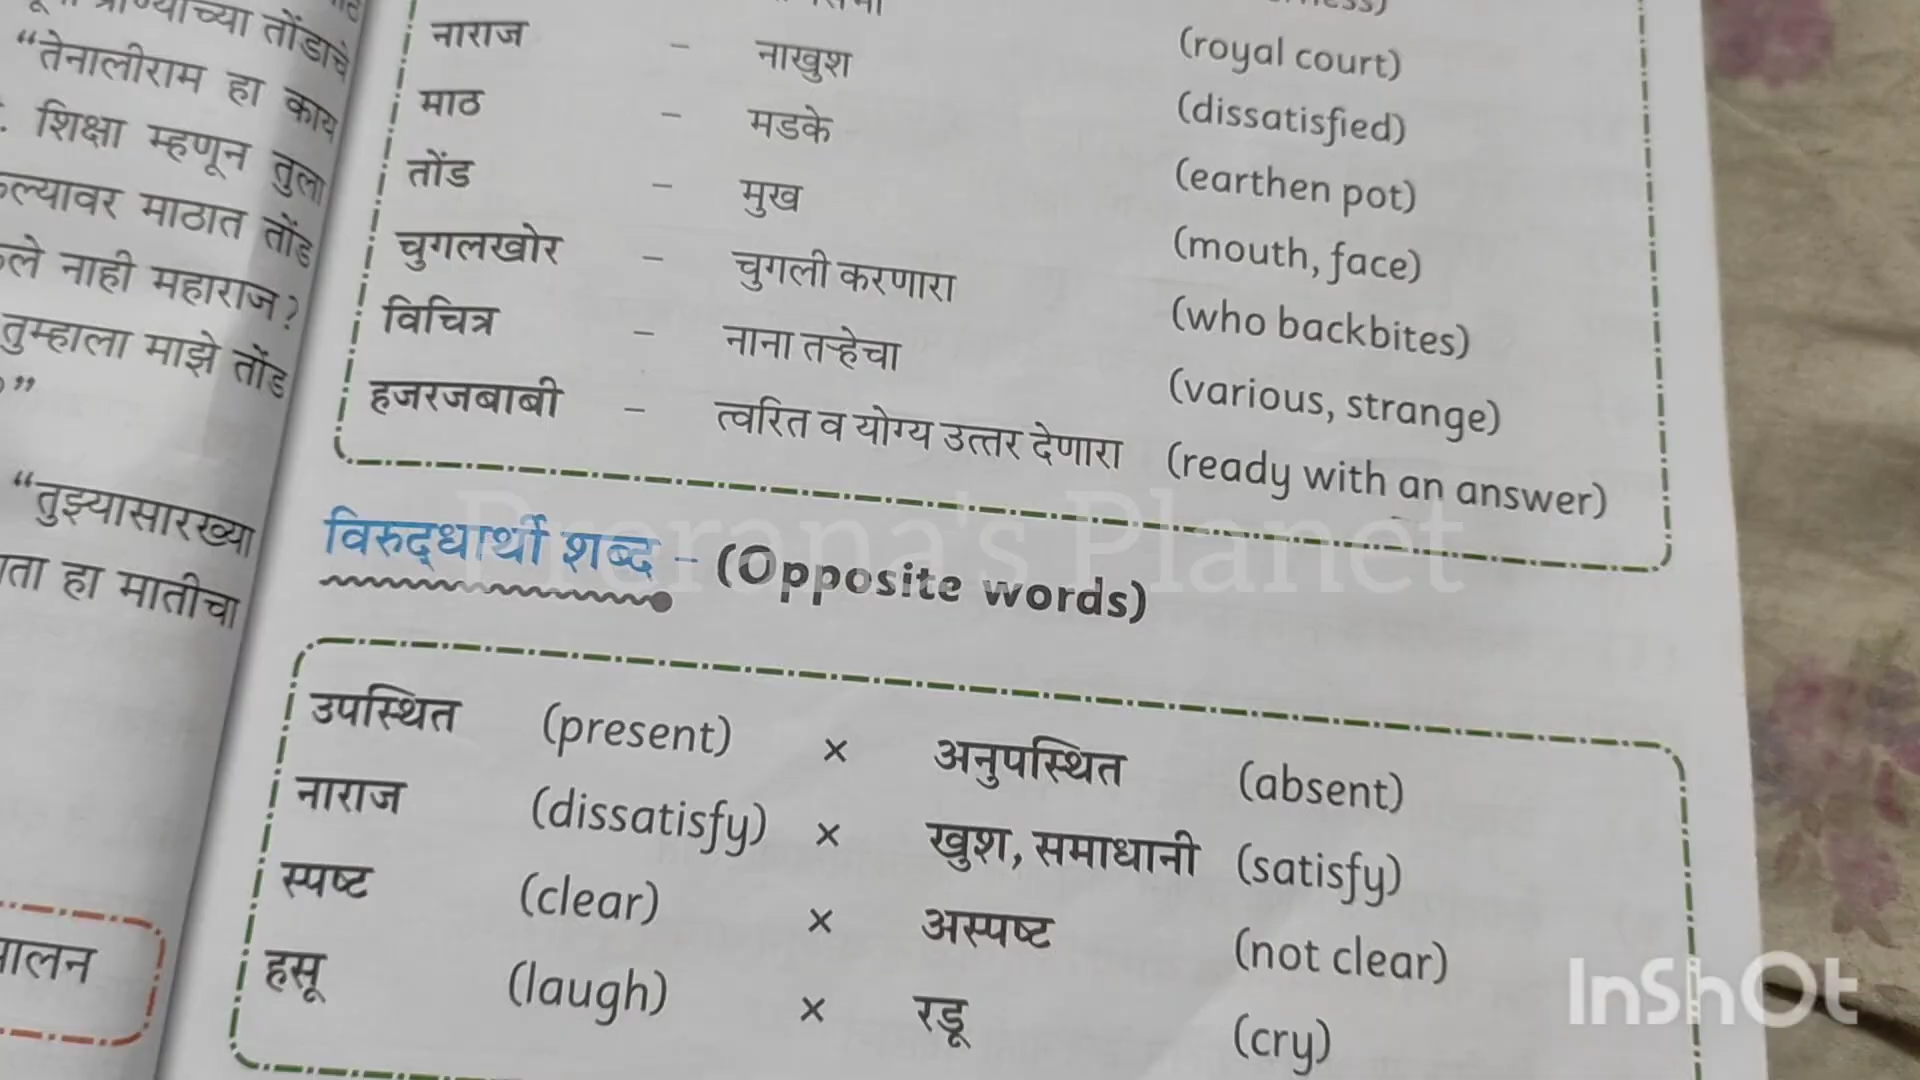 प्राण्याच्या तोंडाचे
“तेनालीराम हा काय
शिक्षा म्हणून तुला
माठात तोंड
नाही महाराज?
तुम्हाला माझे तोंड
”
“तुझ्यासारख्या
हा मातीचा
नाराज - नाखुश (royal court)
माठ - मडके (dissatisfied)
तोंड - मुख (earthen pot)
चुगलखोर - चुगली करणारा (mouth, face)
विचित्र - नाना तऱ्हेचा (who backbites)
हजरजबाबी - त्वरित व योग्य उत्तर देणारा (various, strange)
(ready with an answer)
Prerana's Planet
विरुद्धार्थी शब्द - (Opposite words)
उपस्थित (present) × अनुपस्थित (absent)
नाराज (dissatisfy) × खुश, समाधानी (satisfy)
स्पष्ट (clear) × अस्पष्ट (not clear)
हसू (laugh) × रडू (cry)
InShOt